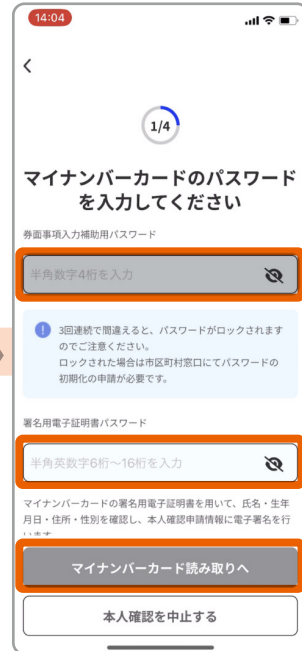 14:04
1/4
マイナンバーカードのパスワード
を入力してください
券面事項入力補助用パスワード
半角数字4桁を入力
3回連続で間違えると、パスワードがロックされます
のでご注意ください。
ロックされた場合は市区町村窓口にてパスワードの
初期化の申請が必要です。
署名用電子証明書パスワード
半角英数字6桁～16桁を入力
マイナンバーカードの署名用電子証明書を用いて、氏名・生年
月日・住所・性別を確認し、本人確認申請情報に電子署名を行
います
マイナンバーカード読み取りへ
本人確認を中止する